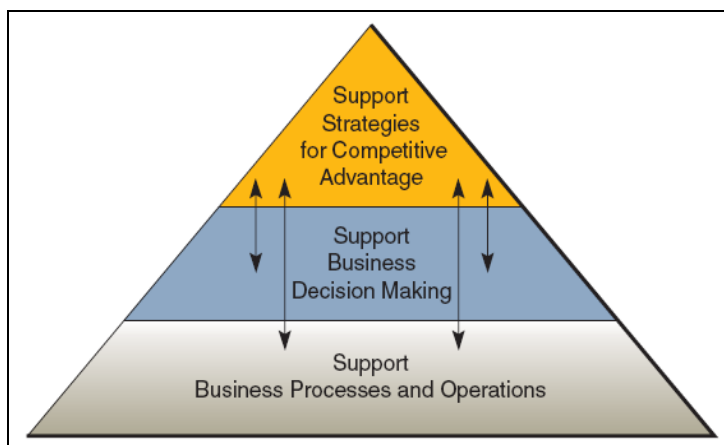 Support
Strategies
for Competitive
Advantage
Support
Business
Decision Making
Support
Business Processes and Operations